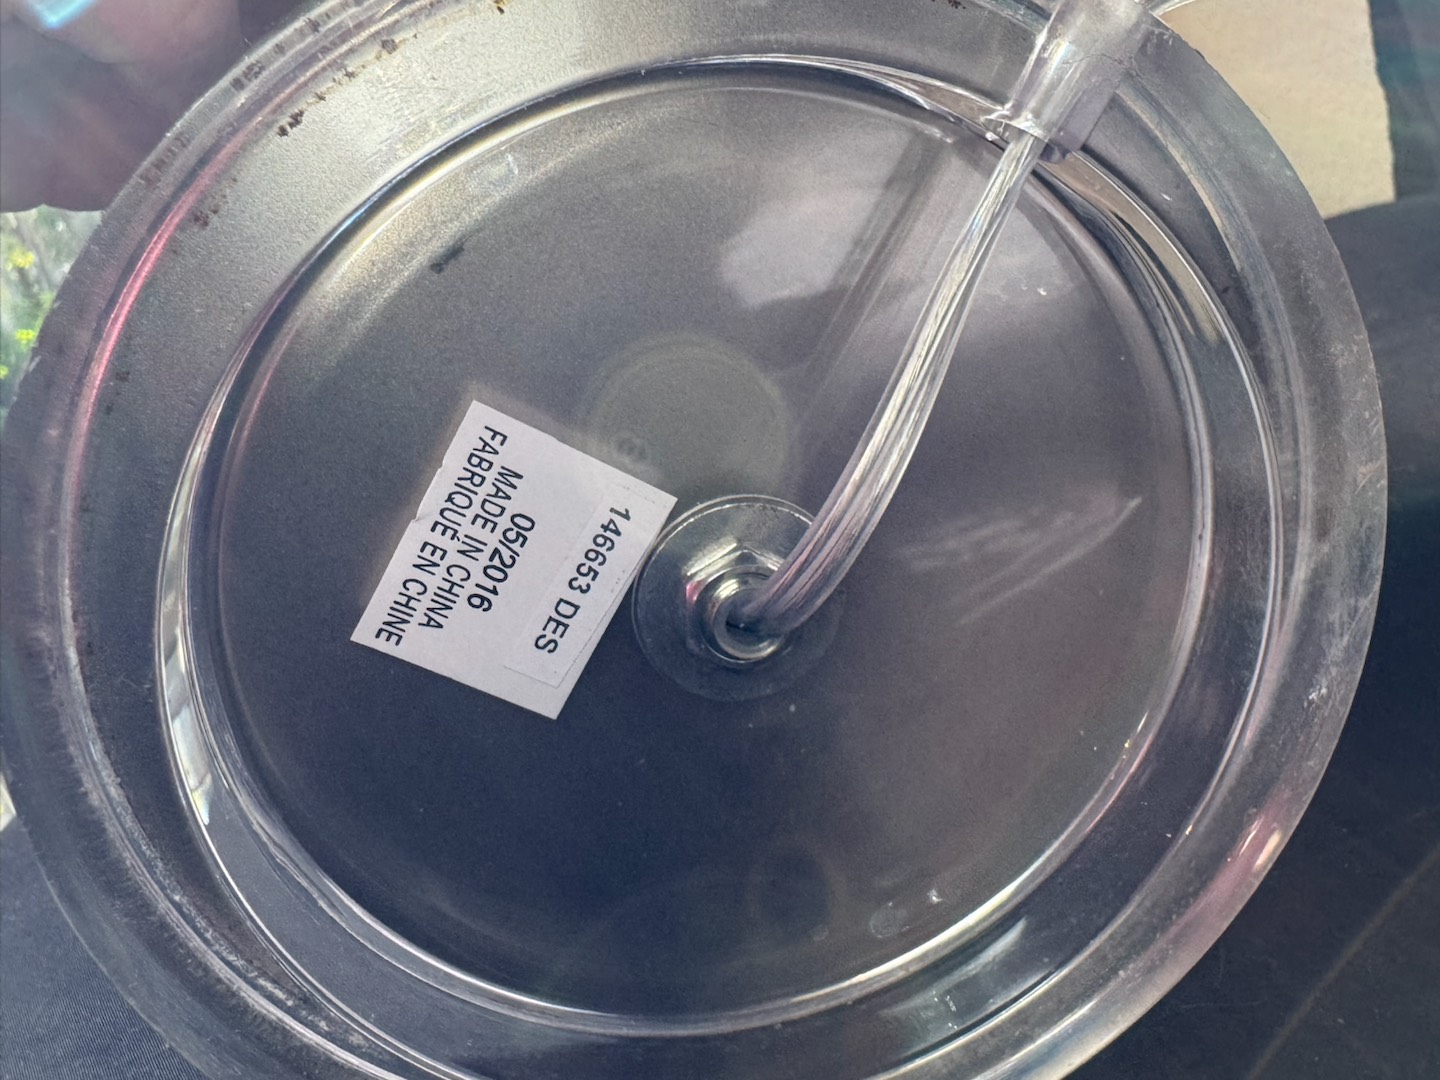 146653 DES
05/2016
MADE IN CHINA
FABRIQUÉ EN CHINE